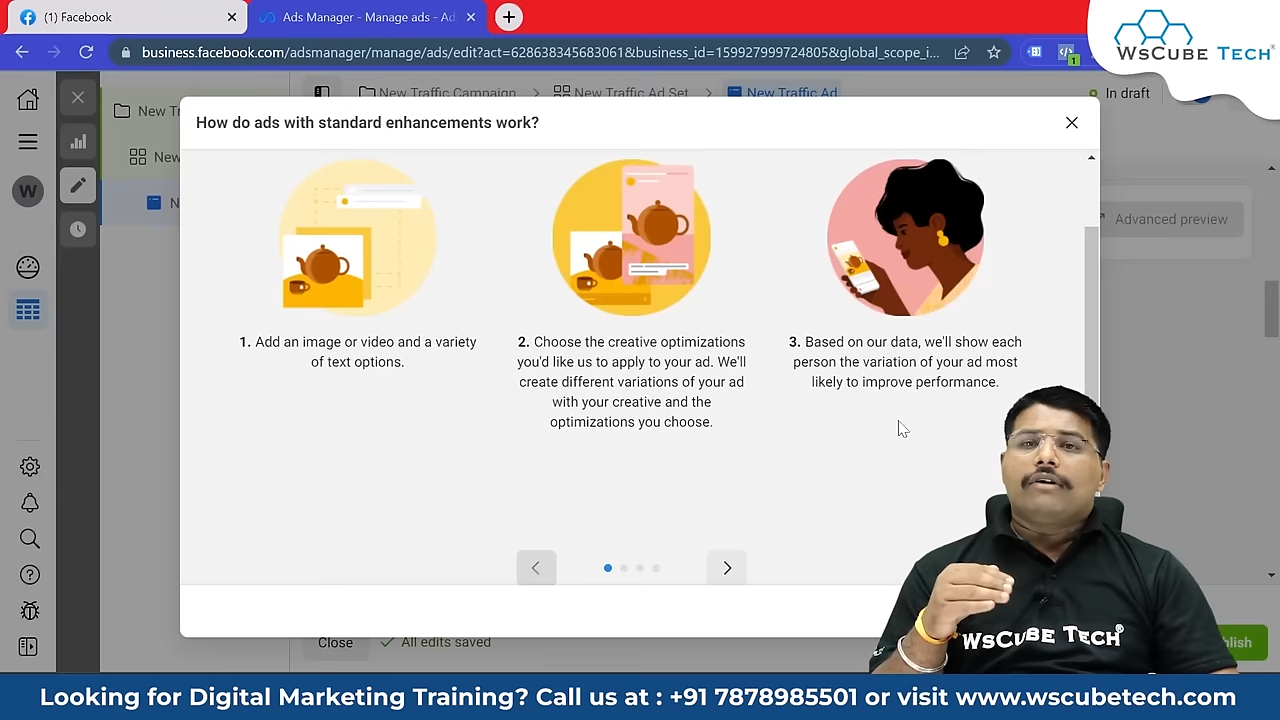 (1) Facebook
Ads Manager - Manage ads - Ad
business.facebook.com/adsmanager/manage/ads/edit?act=628638345683061&business_id=159927999724805&global_scope_i...
1
WsCube Tech
New Traffic Campaign > New Traffic Ad Set > New Traffic Ad
In draft
New Tr
New
N
W
How do ads with standard enhancements work?
Advanced preview
1. Add an image or video and a variety
of text options.
2. Choose the creative optimizations
you'd like us to apply to your ad. We'll
create different variations of your ad
with your creative and the
optimizations you choose.
3. Based on our data, we'll show each
person the variation of your ad most
likely to improve performance.
Close
All edits saved
blish
WsCube Tech
Looking for Digital Marketing Training? Call us at : +91 7878985501 or visit www.wscubetech.com